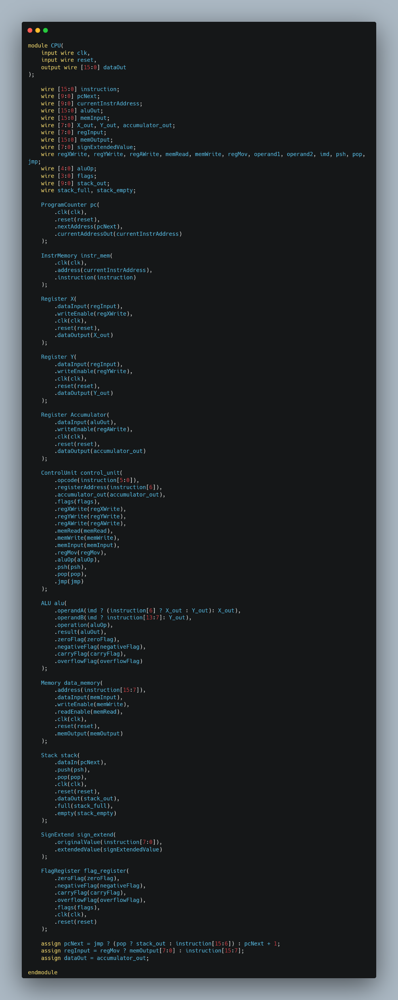 module CPU(
    input wire clk,
    input wire reset,
    output wire [15:0] dataOut
);

    wire [15:0] instruction;
    wire [9:0] pcNext;
    wire [9:0] currentInstrAddress;
    wire [15:0] aluOut;
    wire [15:0] memInput;
    wire [7:0] X_out, Y_out, accumulator_out;
    wire [7:0] regInput;
    wire [15:0] memOutput;
    wire [7:0] signExtendedValue;
    wire regXWrite, regYWrite, regAWrite, memRead, memWrite, regMov, operand1, operand2, imd, psh, pop,
jmp;
    wire [4:0] aluOp;
    wire [3:0] flags;
    wire [9:0] stack_out;
    wire stack_full, stack_empty;

    ProgramCounter pc(
        .clk(clk),
        .reset(reset),
        .nextAddress(pcNext),
        .currentAddressOut(currentInstrAddress)
    );

    InstrMemory instr_mem(
        .clk(clk),
        .address(currentInstrAddress),
        .instruction(instruction)
    );

    Register X(
        .dataInput(regInput),
        .writeEnable(regXWrite),
        .clk(clk),
        .reset(reset),
        .dataOutput(X_out)
    );

    Register Y(
        .dataInput(regInput),
        .writeEnable(regYWrite),
        .clk(clk),
        .reset(reset),
        .dataOutput(Y_out)
    );

    Register Accumulator(
        .dataInput(aluOut),
        .writeEnable(regAWrite),
        .clk(clk),
        .reset(reset),
        .dataOutput(accumulator_out)
    );

    ControlUnit control_unit(
        .opcode(instruction[5:0]),
        .registerAddress(instruction[6]),
        .accumulator_out(accumulator_out),
        .flags(flags),
        .regXWrite(regXWrite),
        .regYWrite(regYWrite),
        .regAWrite(regAWrite),
        .memRead(memRead),
        .memWrite(memWrite),
        .memInput(memInput),
        .regMov(regMov),
        .aluOp(aluOp),
        .psh(psh),
        .pop(pop),
        .jmp(jmp)
    );

    ALU alu(
        .operandA(imd ? (instruction[6] ? X_out : Y_out): X_out),
        .operandB(imd ? instruction[13:7]: Y_out),
        .operation(aluOp),
        .result(aluOut),
        .zeroFlag(zeroFlag),
        .negativeFlag(negativeFlag),
        .carryFlag(carryFlag),
        .overflowFlag(overflowFlag)
    );

    Memory data_memory(
        .address(instruction[15:7]),
        .dataInput(memInput),
        .writeEnable(memWrite),
        .readEnable(memRead),
        .clk(clk),
        .reset(reset),
        .memOutput(memOutput)
    );

    Stack stack(
        .dataIn(pcNext),
        .push(psh),
        .pop(pop),
        .clk(clk),
        .reset(reset),
        .dataOut(stack_out),
        .full(stack_full),
        .empty(stack_empty)
    );

    SignExtend sign_extend(
        .originalValue(instruction[7:0]),
        .extendedValue(signExtendedValue)
    );

    FlagRegister flag_register(
        .zeroFlag(zeroFlag),
        .negativeFlag(negativeFlag),
        .carryFlag(carryFlag),
        .overflowFlag(overflowFlag),
        .flags(flags),
        .clk(clk),
        .reset(reset)
    );

    assign pcNext = jmp ? (pop ? stack_out : instruction[15:6]) : pcNext + 1;
    assign regInput = regMov ? memOutput[7:0] : instruction[15:7];
    assign dataOut = accumulator_out;

endmodule